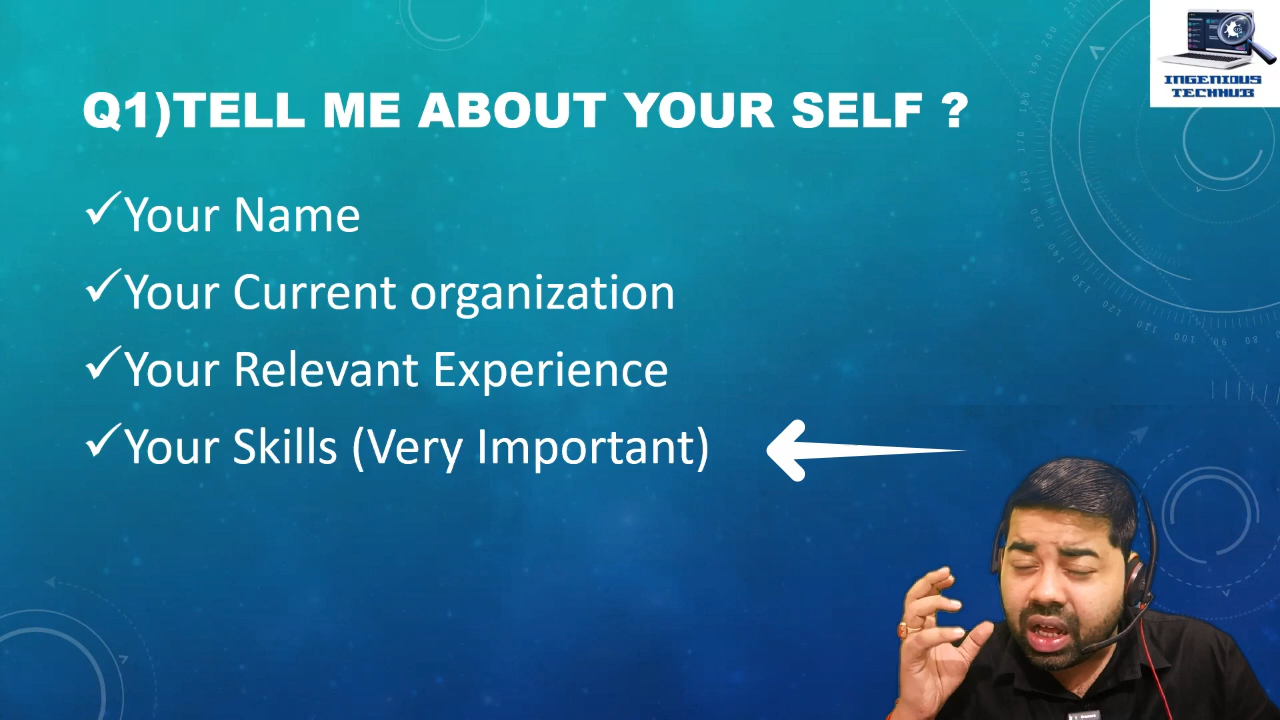 Q1)TELL ME ABOUT YOUR SELF ?
✓Your Name
✓Your Current organization
✓Your Relevant Experience
✓Your Skills (Very Important)
INGENIOUS
TECHHUB